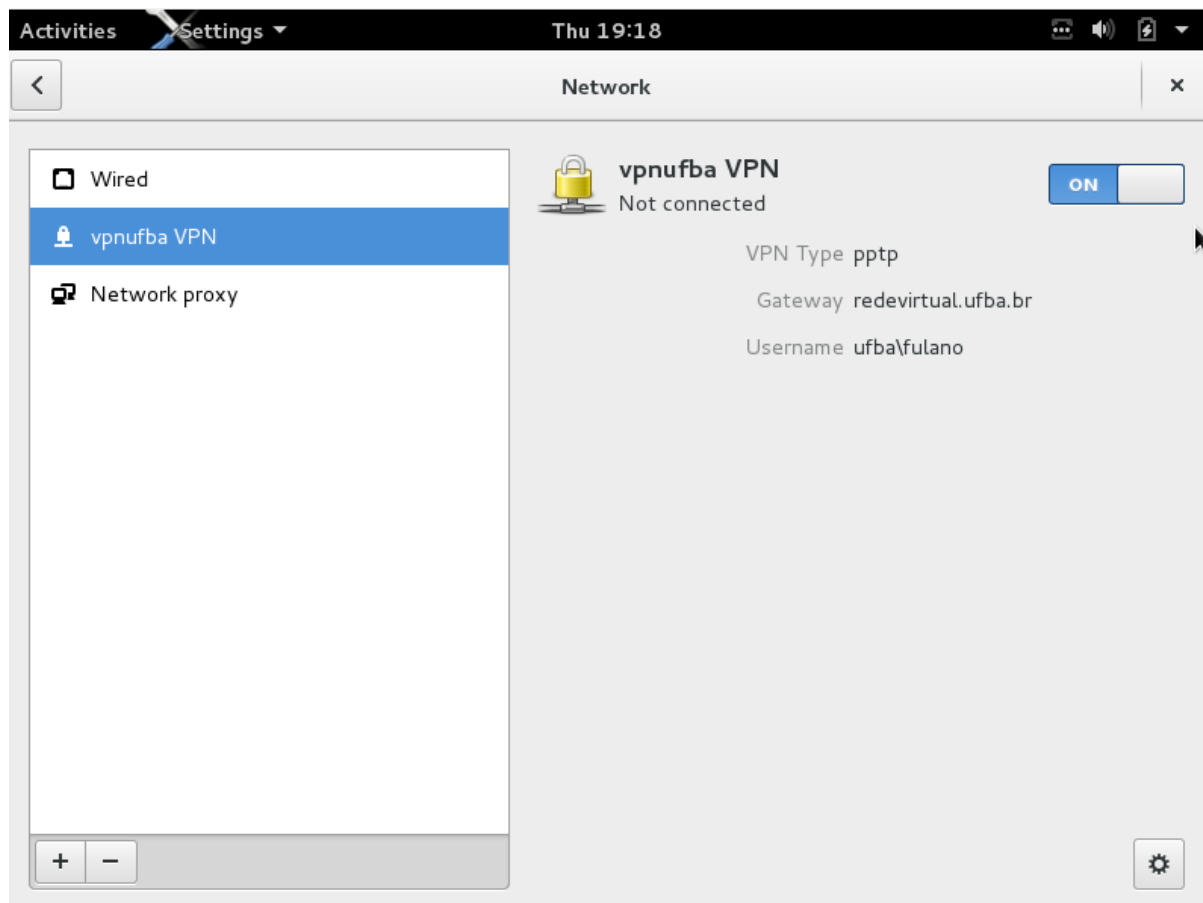 Activities Settings Thu 19:18
Network
Wired
vpnufba VPN
Network proxy
vpnufba VPN
Not connected
ON
VPN Type pptp
Gateway redevirtual.ufba.br
Username ufba\fulano